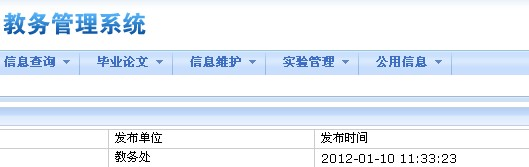 教务管理系统
信息查询 毕业论文 信息维护 实验管理 公用信息
发布单位 发布时间
教务处 2012-01-10 11:33:23